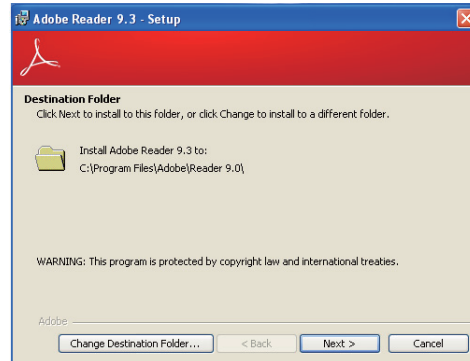 Adobe Reader 9.3 - Setup
Destination Folder
Click Next to install to this folder, or click Change to install to a different folder.
Install Adobe Reader 9.3 to:
C:\Program Files\Adobe\Reader 9.0\
WARNING: This program is protected by copyright law and international treaties.
Adobe
Change Destination Folder... < Back Next > Cancel